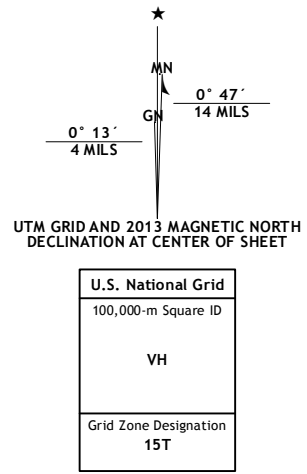 ★
MN
0° 47´
14 MILS
GN
0° 13´
4 MILS
UTM GRID AND 2013 MAGNETIC NORTH
DECLINATION AT CENTER OF SHEET
U.S. National Grid
100,000-m Square ID
VH
Grid Zone Designation
15T